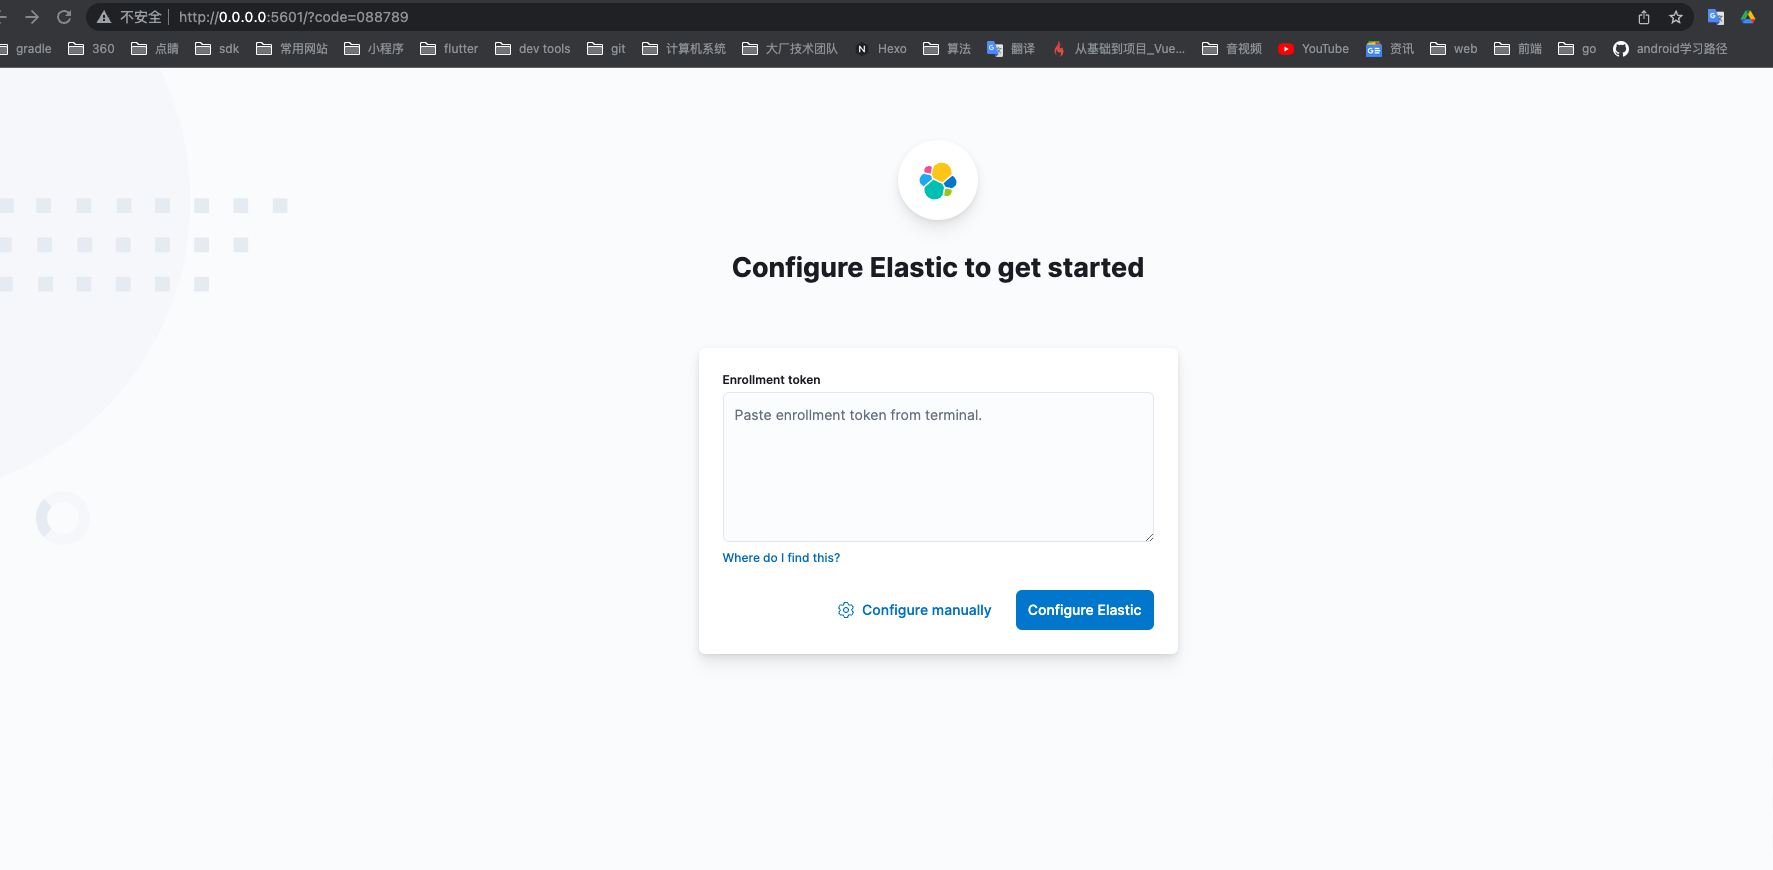 不安全 http://0.0.0.0:5601/?code=088789
gradle 360 点睛 sdk 常用网站 小程序 flutter dev tools git 计算机系统 大厂技术团队 N Hexo 算法 翻译 从基础到项目_Vue... 音视频 YouTube 资讯 web 前端 go android学习路径
Configure Elastic to get started
Enrollment token
Paste enrollment token from terminal.
Where do I find this?
Configure manually Configure Elastic